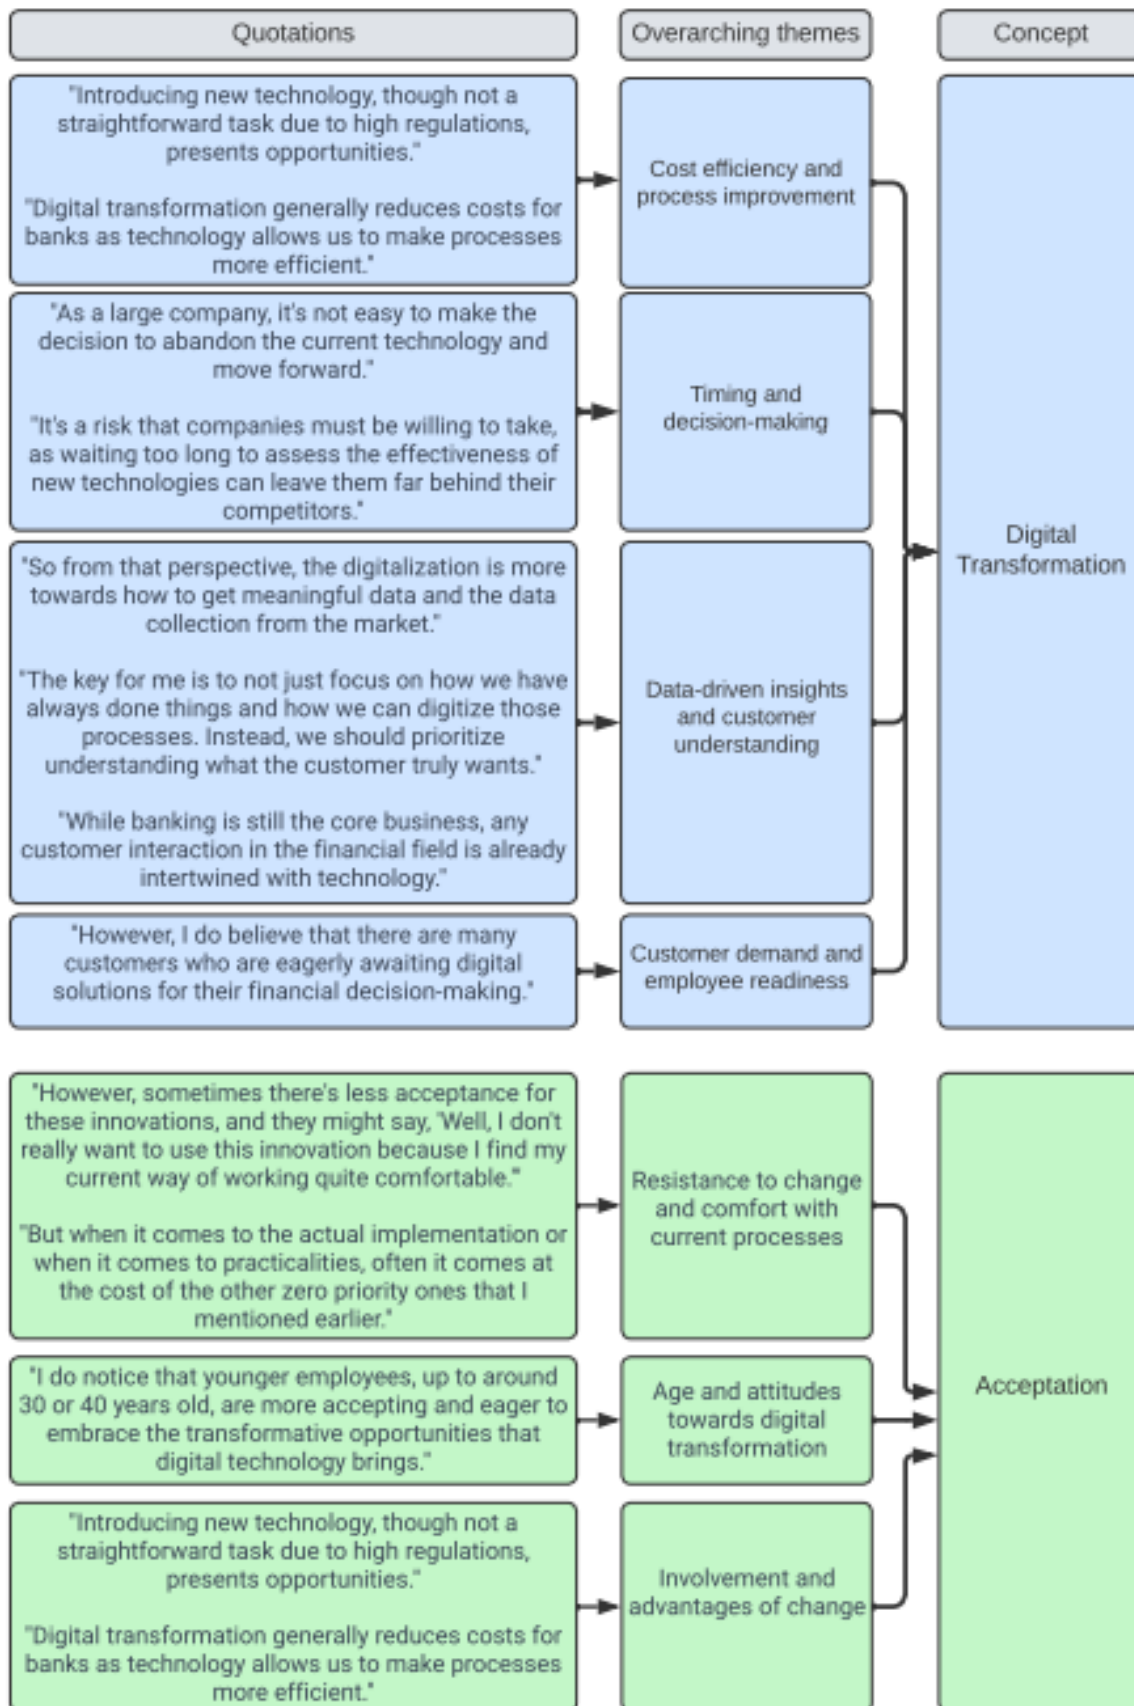 Quotations
Overarching themes
Concept
"Introducing new technology, though not a
straightforward task due to high regulations,
presents opportunities."
"Digital transformation generally reduces costs for
banks as technology allows us to make processes
more efficient."
Cost efficiency and
process improvement
"As a large company, it's not easy to make the
decision to abandon the current technology and
move forward."
"It's a risk that companies must be willing to take,
as waiting too long to assess the effectiveness of
new technologies can leave them far behind their
competitors."
Timing and
decision-making
"So from that perspective, the digitalization is more
towards how to get meaningful data and the data
collection from the market."
"The key for me is to not just focus on how we have
always done things and how we can digitize those
processes. Instead, we should prioritize
understanding what the customer truly wants."
"While banking is still the core business, any
customer interaction in the financial field is already
intertwined with technology."
Data-driven insights
and customer
understanding
"However, I do believe that there are many
customers who are eagerly awaiting digital
solutions for their financial decision-making."
Customer demand and
employee readiness
Digital
Transformation
"However, sometimes there's less acceptance for
these innovations, and they might say, 'Well, I don't
really want to use this innovation because I find my
current way of working quite comfortable.'"
"But when it comes to the actual implementation or
when it comes to practicalities, often it comes at
the cost of the other zero priority ones that I
mentioned earlier."
Resistance to change
and comfort with
current processes
"I do notice that younger employees, up to around
30 or 40 years old, are more accepting and eager to
embrace the transformative opportunities that
digital technology brings."
Age and attitudes
towards digital
transformation
"Introducing new technology, though not a
straightforward task due to high regulations,
presents opportunities."
"Digital transformation generally reduces costs for
banks as technology allows us to make processes
more efficient."
Involvement and
advantages of change
Acceptation